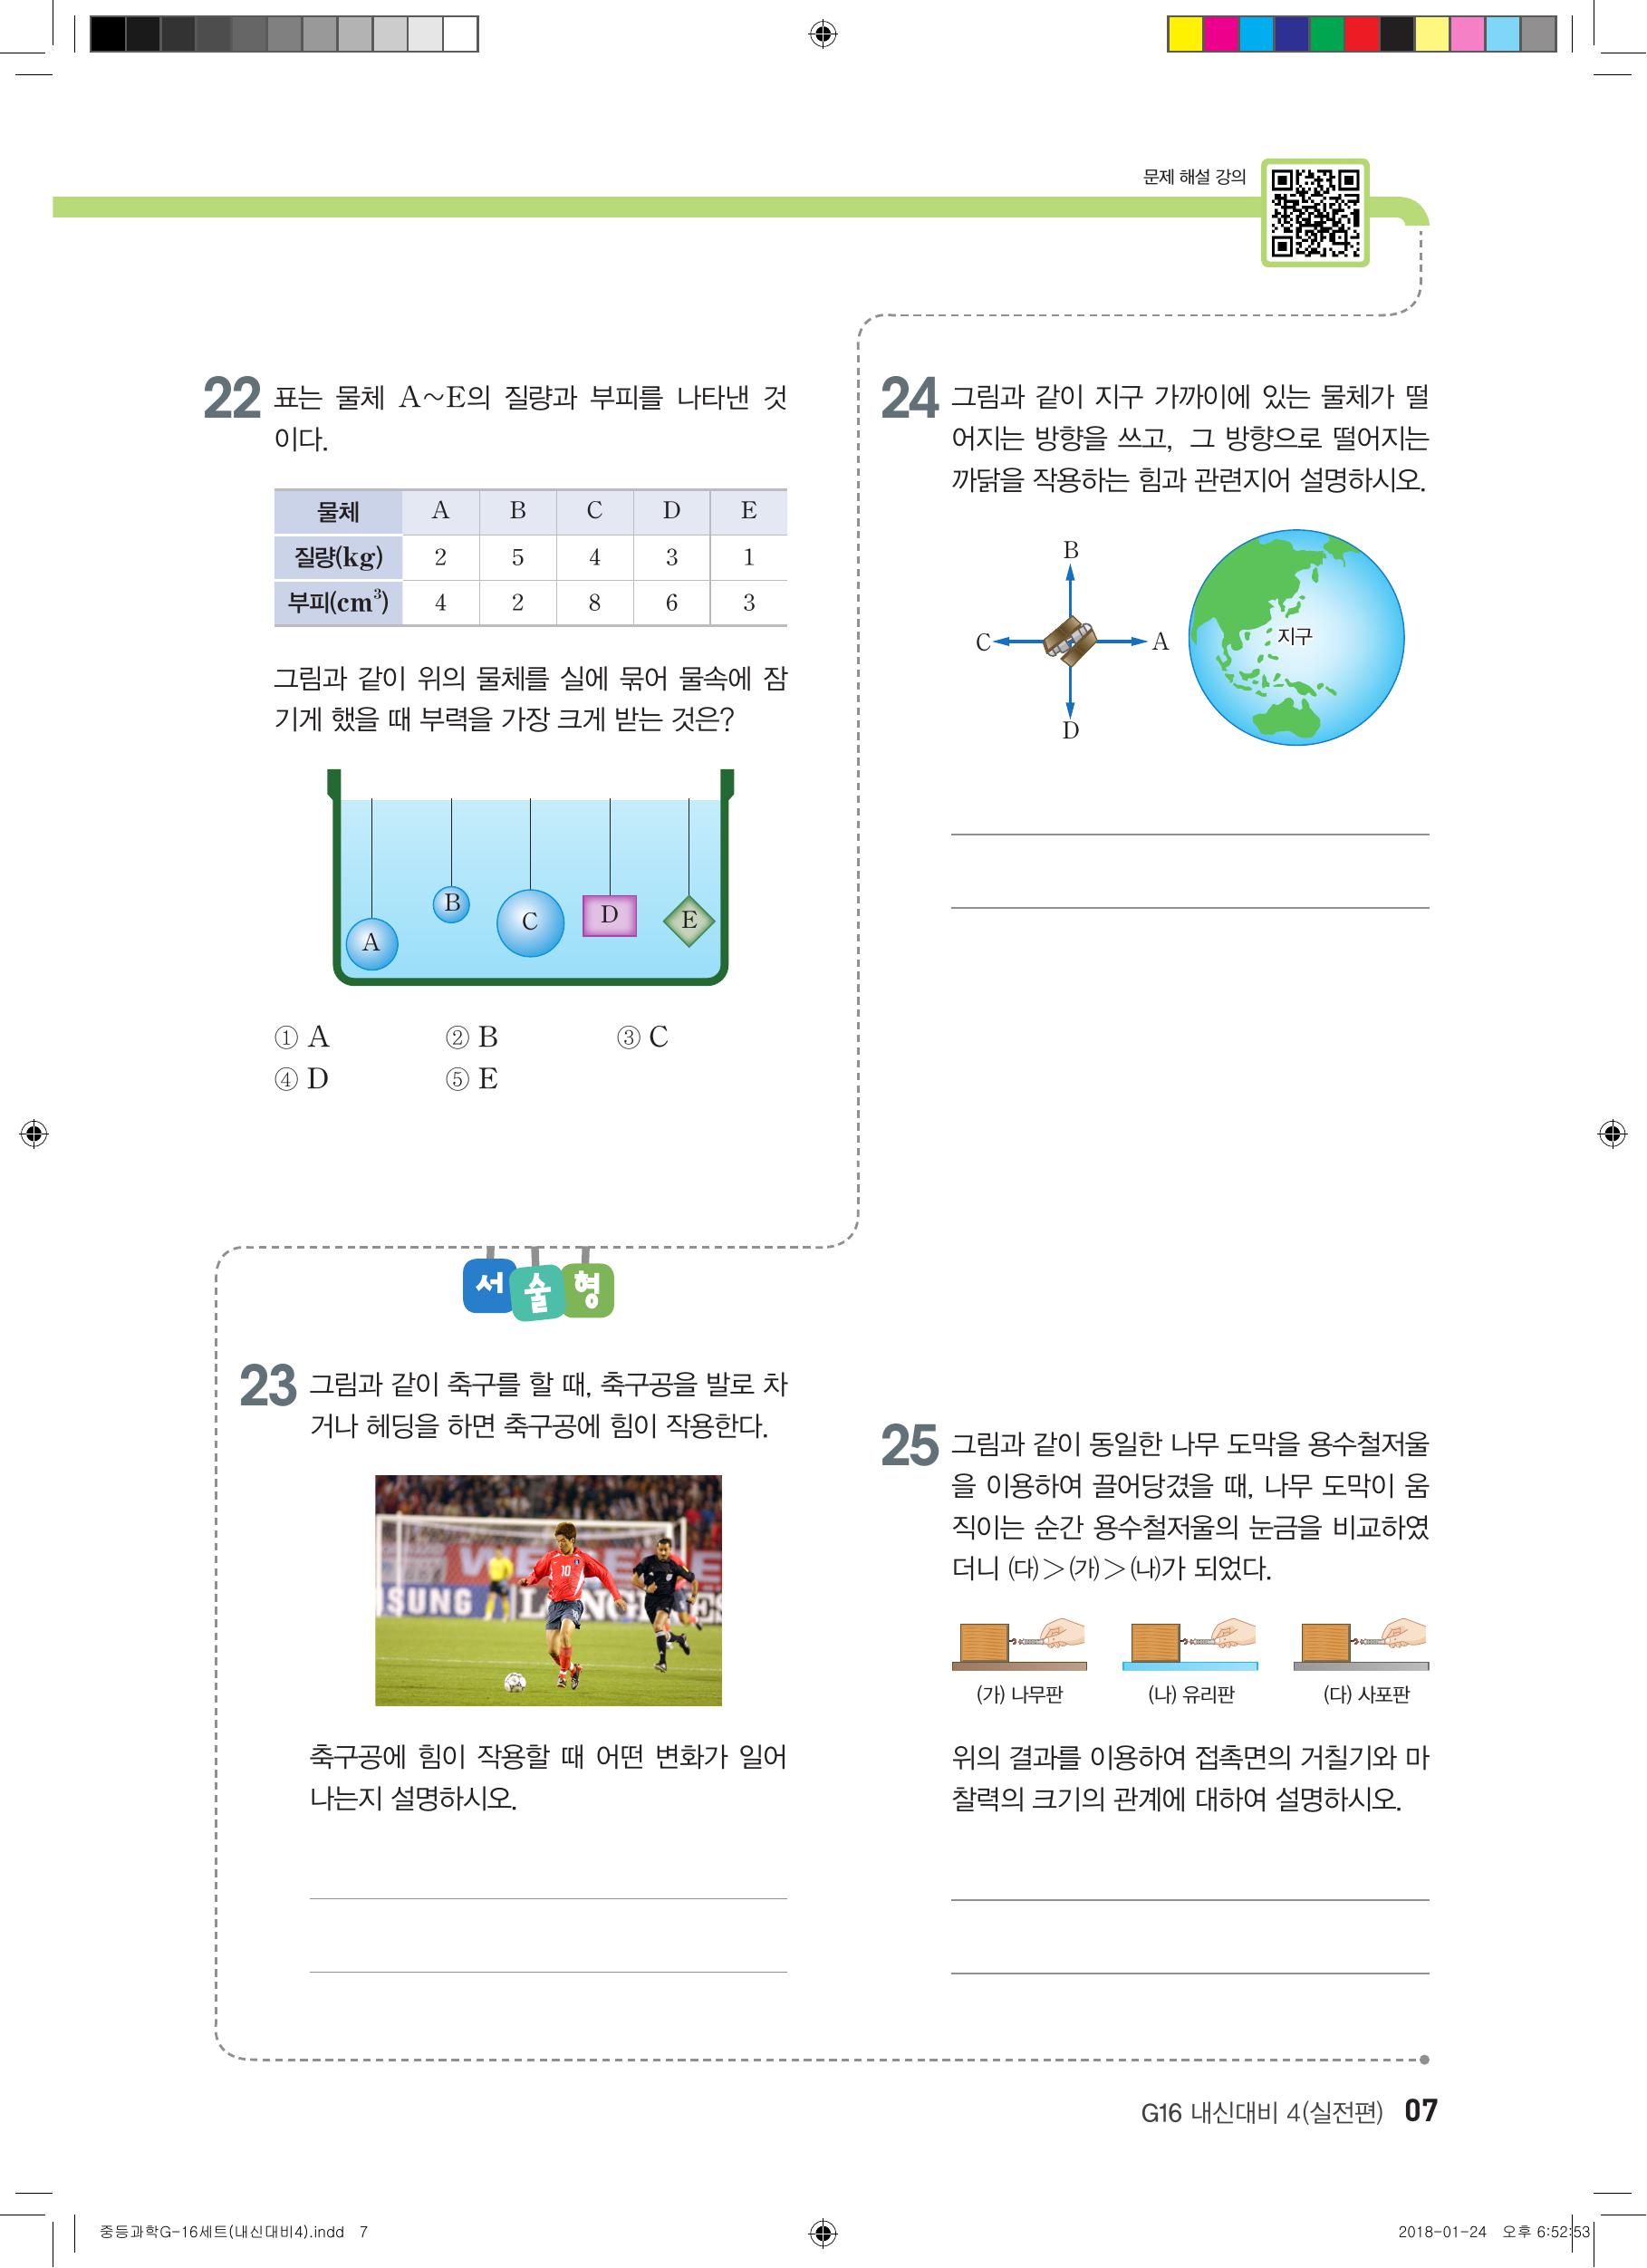 문제 해설 강의
22 표는 물체 A~E의 질량과 부피를 나타낸 것
이다.
물체 A B C D E
질량(kg) 2 5 4 3 1
부피(cm³) 4 2 8 6 3
그림과 같이 위의 물체를 실에 묶어 물속에 잠
기게 했을 때 부력을 가장 크게 받는 것은?
A B C D E
① A ② B ③ C
④ D ⑤ E
서술형
23 그림과 같이 축구를 할 때, 축구공을 발로 차
거나 헤딩을 하면 축구공에 힘이 작용한다.
SUNG
10
축구공에 힘이 작용할 때 어떤 변화가 일어
나는지 설명하시오.
24 그림과 같이 지구 가까이에 있는 물체가 떨
어지는 방향을 쓰고, 그 방향으로 떨어지는
까닭을 작용하는 힘과 관련지어 설명하시오.
B
C A 지구
D
25 그림과 같이 동일한 나무 도막을 용수철저울
을 이용하여 끌어당겼을 때, 나무 도막이 움
직이는 순간 용수철저울의 눈금을 비교하였
더니 (다)>(가)>(나)가 되었다.
(가) 나무판 (나) 유리판 (다) 사포판
위의 결과를 이용하여 접촉면의 거칠기와 마
찰력의 크기의 관계에 대하여 설명하시오.
G16 내신대비 4(실전편) 07
중등과학G-16세트(내신대비4).indd 7 2018-01-24 오후 6:52:53